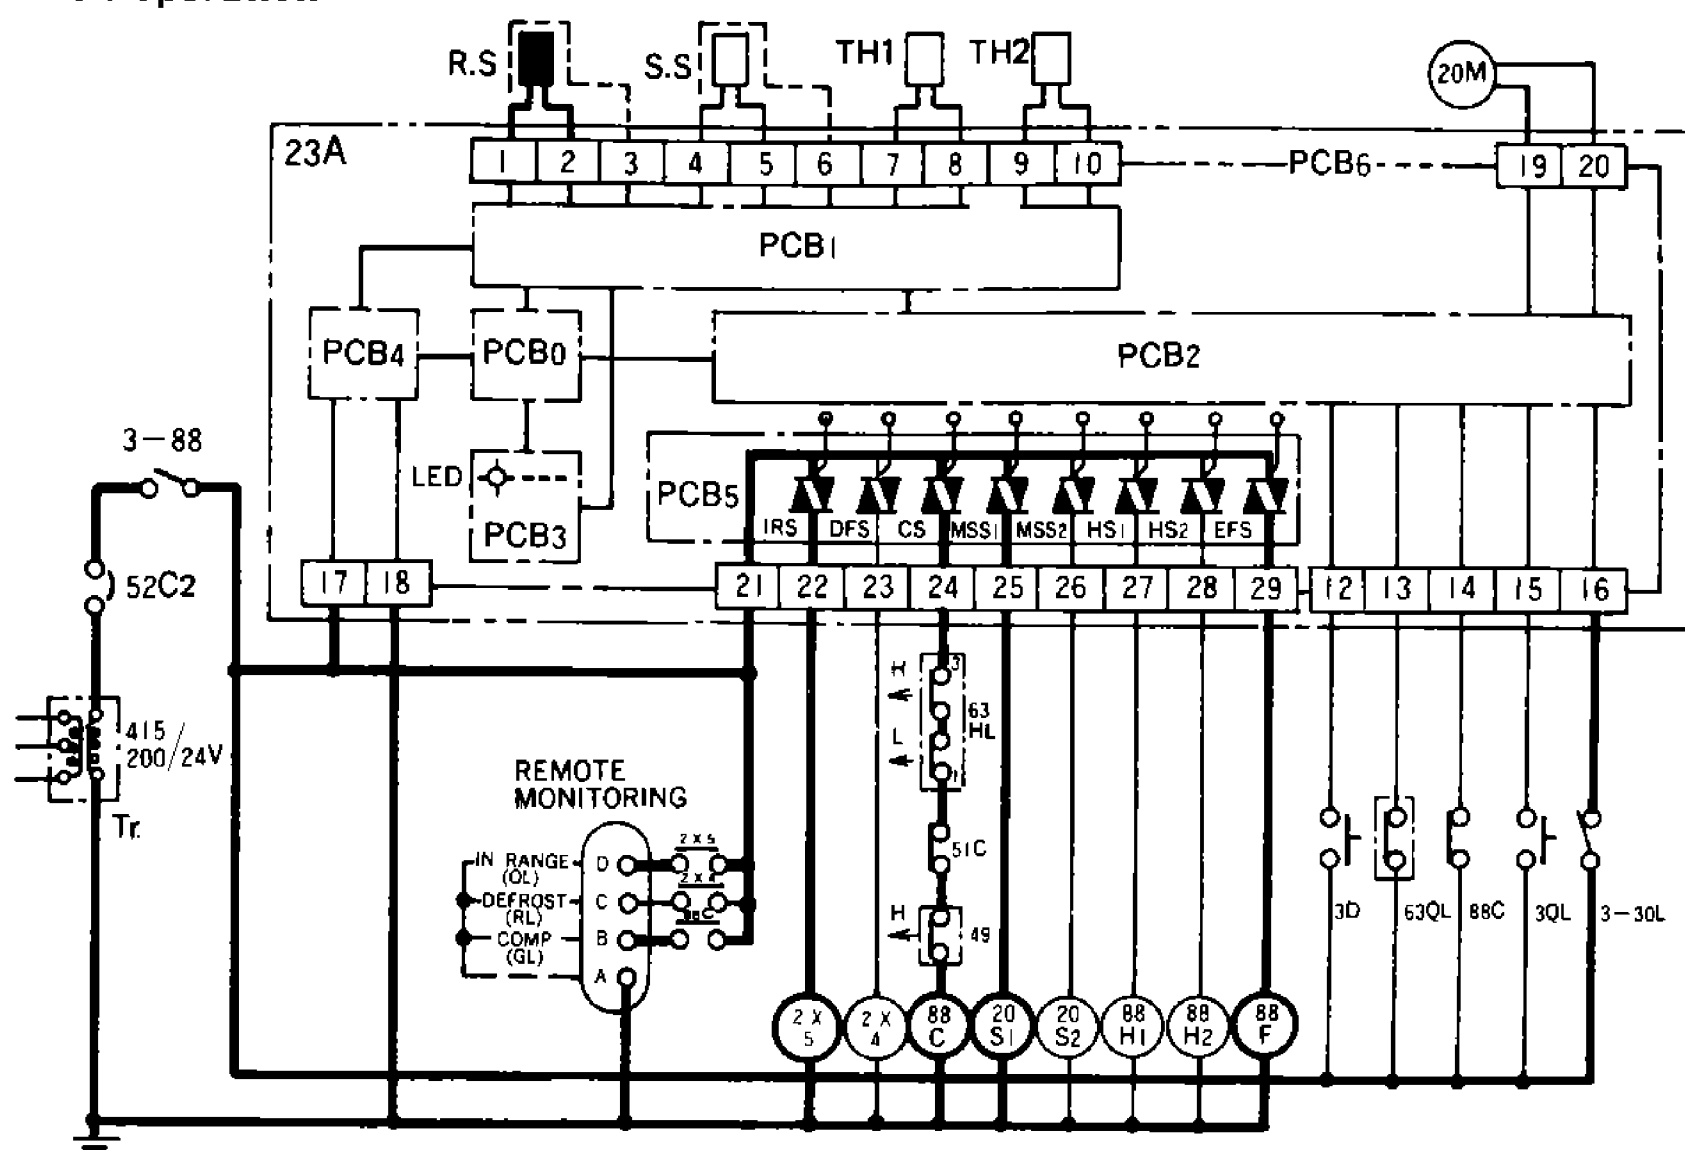 R.S S.S TH1 TH2 20M
23A
1 2 3 4 5 6 7 8 9 10 PCB6 19 20
PCB1
PCB4 PCB0 PCB2
3-88
LED
PCB3
PCB5
IRS DFS CS MSS1 MSS2 HS1 HS2 EFS
52C2
17 18 21 22 23 24 25 26 27 28 29 12 13 14 15 16
H 3
63
HL
L
1
415
200/24V
Tr.
REMOTE
MONITORING
2X5
IN RANGE D
(OL)
2X4
DEFROST C
(RL)
88C
COMP B
(GL)
A
51C
H 49
3D 63QL 88C 3QL 3-30L
2X 2X 88 20 20 88 88 88
5 4 C S1 S2 H1 H2 F